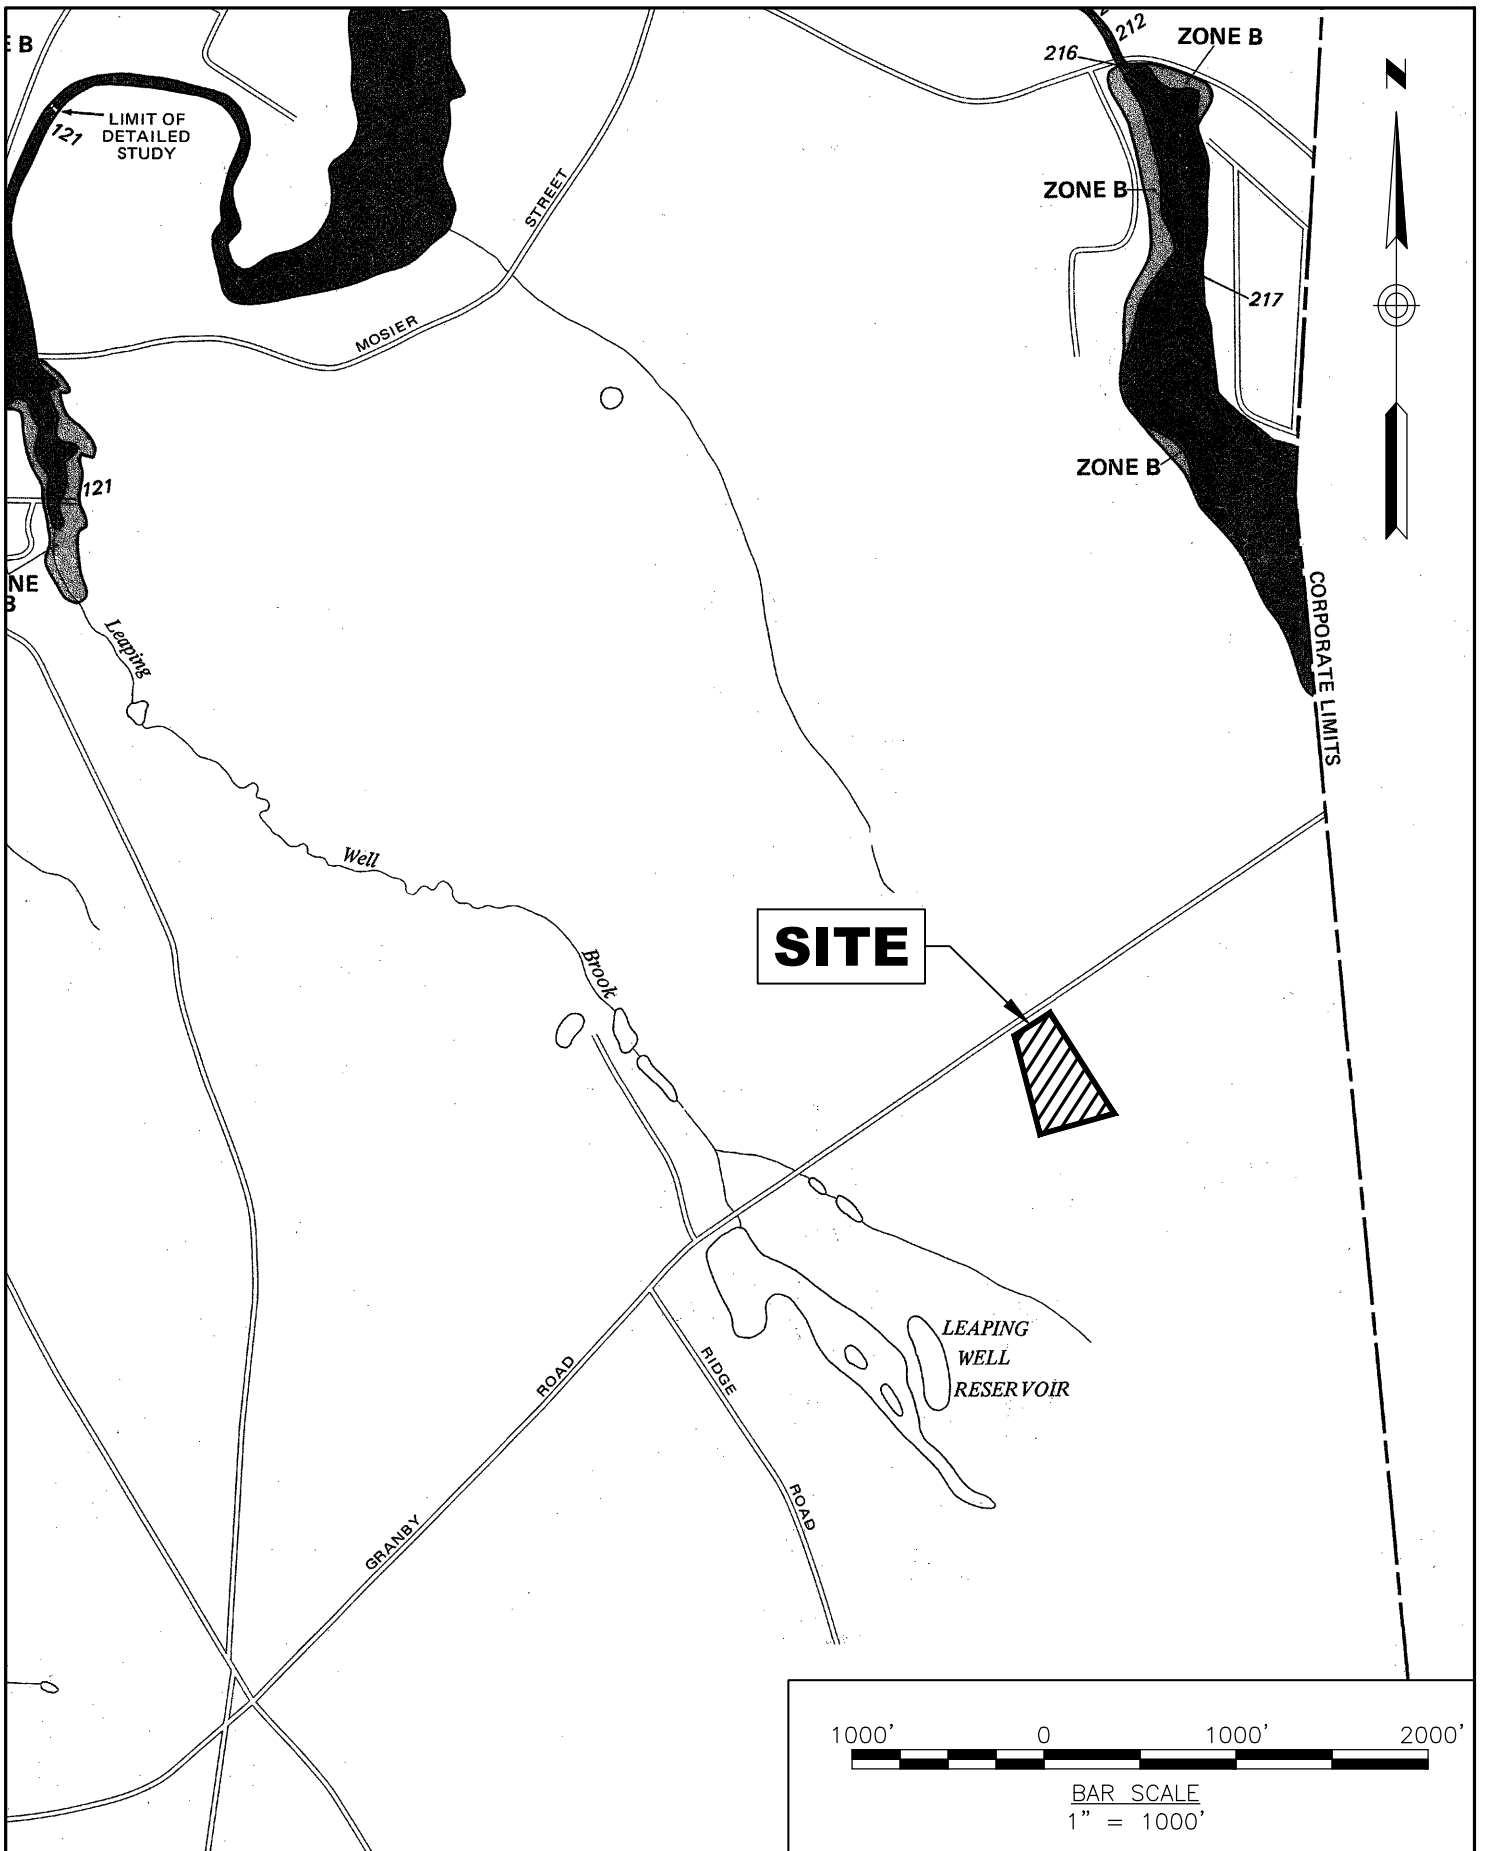 B
ZONE B
212
216
N
LIMIT OF
DETAILED
STUDY
121
STREET
ZONE B
217
MOSIER
ZONE B
121
NE
B
CORPORATE LIMITS
Leaping
Well
SITE
Brook
LEAPING
WELL
RESERVOIR
RIDGE
ROAD
ROAD
GRANBY
1000' 0 1000' 2000'
BAR SCALE
1" = 1000'